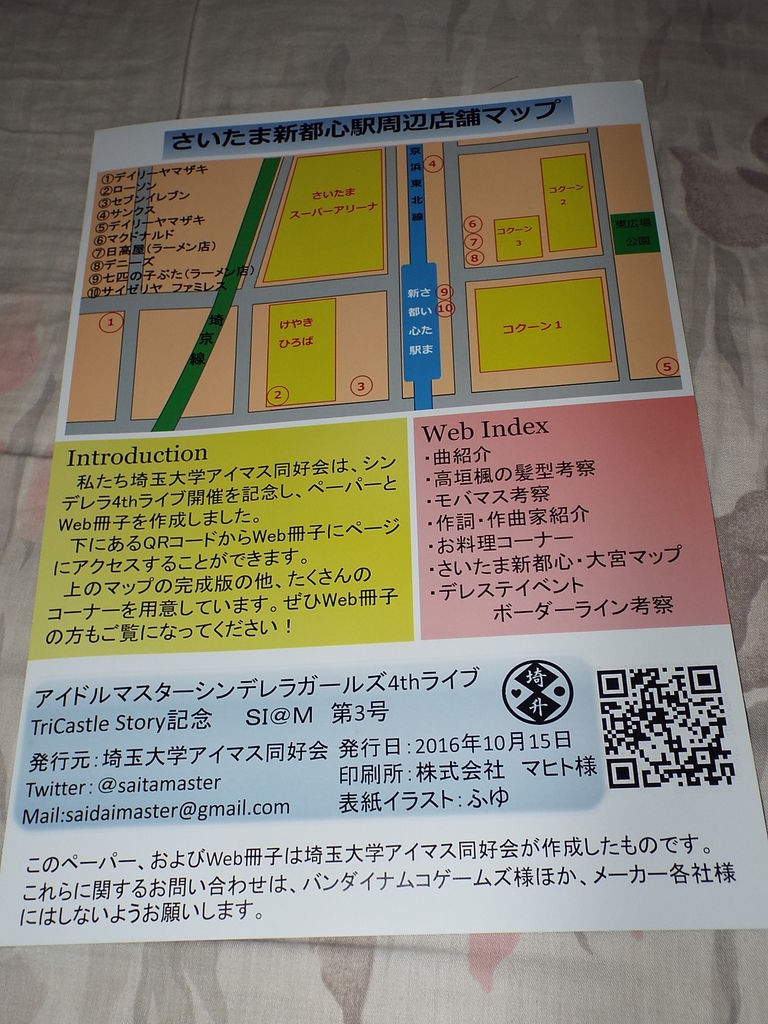 さいたま新都心駅周辺店舗マップ
①デイリーヤマザキ
②ローソン
③セブンイレブン
④サンクス
⑤デイリーヤマザキ
⑥マクドナルド
⑦日高屋(ラーメン店)
⑧デニーズ
⑨七匹の子ぶた(ラーメン店)
⑩サイゼリヤ ファミレス
さいたま
スーパーアリーナ
京浜東北線
④
コクーン
2
⑥
⑦
⑧
コクーン
3
東広場
公園
①
埼京線
けやき
ひろば
②
③
さいたま
新都心駅
⑨
⑩
コクーン1
⑤
Introduction
私たち埼玉大学アイマス同好会は、シン
デレラ4thライブ開催を記念し、ペーパーと
Web冊子を作成しました。
下にあるQRコードからWeb冊子にページ
にアクセスすることができます。
上のマップの完成版の他、たくさんの
コーナーを用意しています。ぜひWeb冊子
の方もご覧になってください!
Web Index
・曲紹介
・高垣楓の髪型考察
・モバマス考察
・作詞・作曲家紹介
・お料理コーナー
・さいたま新都心・大宮マップ
・デレステイベント
ボーダーライン考察
アイドルマスターシンデレラガールズ4thライブ
TriCastle Story記念 SI@M 第3号
埼
升
発行元:埼玉大学アイマス同好会
Twitter:@saitamaster
Mail:saidaimaster@gmail.com
発行日:2016年10月15日
印刷所:株式会社 マヒト様
表紙イラスト:ふゆ
このペーパー、およびWeb冊子は埼玉大学アイマス同好会が作成したものです。
これらに関するお問い合わせは、バンダイナムコゲームズ様ほか、メーカー各社様
にはしないようお願いします。